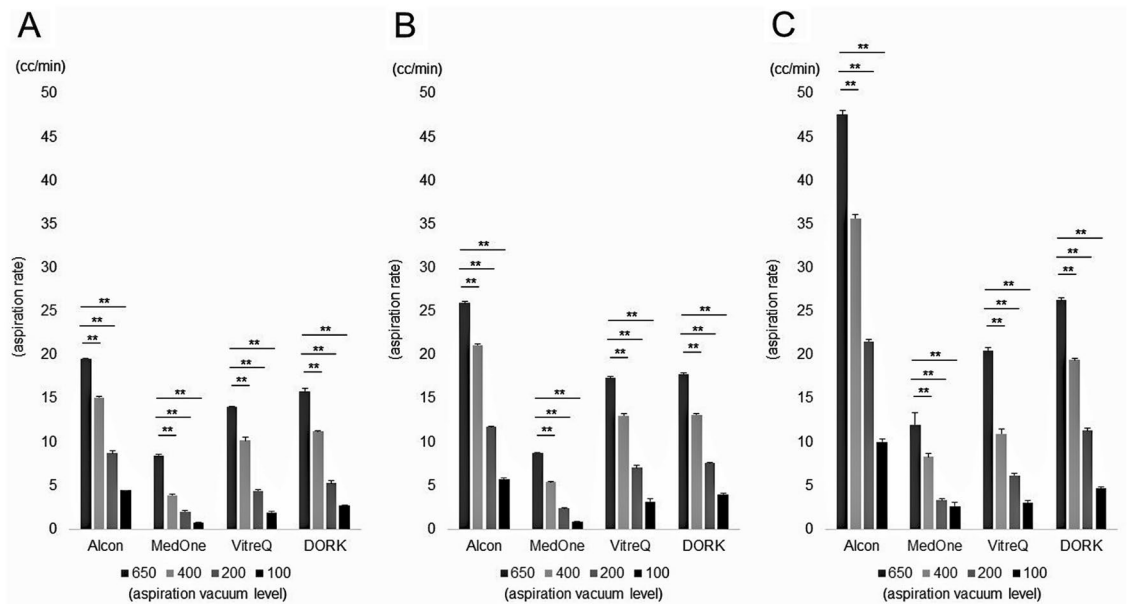 A
(cc/min)
50
45
40
35
30
25
20
15
10
5
0
(aspiration rate)
** ** **
** ** **
** ** **
** ** **
Alcon MedOne VitreQ DORK
650 400 200 100
(aspiration vacuum level)
B
(cc/min)
50
45
40
35
30
25
20
15
10
5
0
(aspiration rate)
** ** **
** ** **
** ** **
** ** **
Alcon MedOne VitreQ DORK
650 400 200 100
(aspiration vacuum level)
C
(cc/min)
50
45
40
35
30
25
20
15
10
5
0
(aspiration rate)
** ** **
** ** **
** ** **
** ** **
Alcon MedOne VitreQ DORK
650 400 200 100
(aspiration vacuum level)